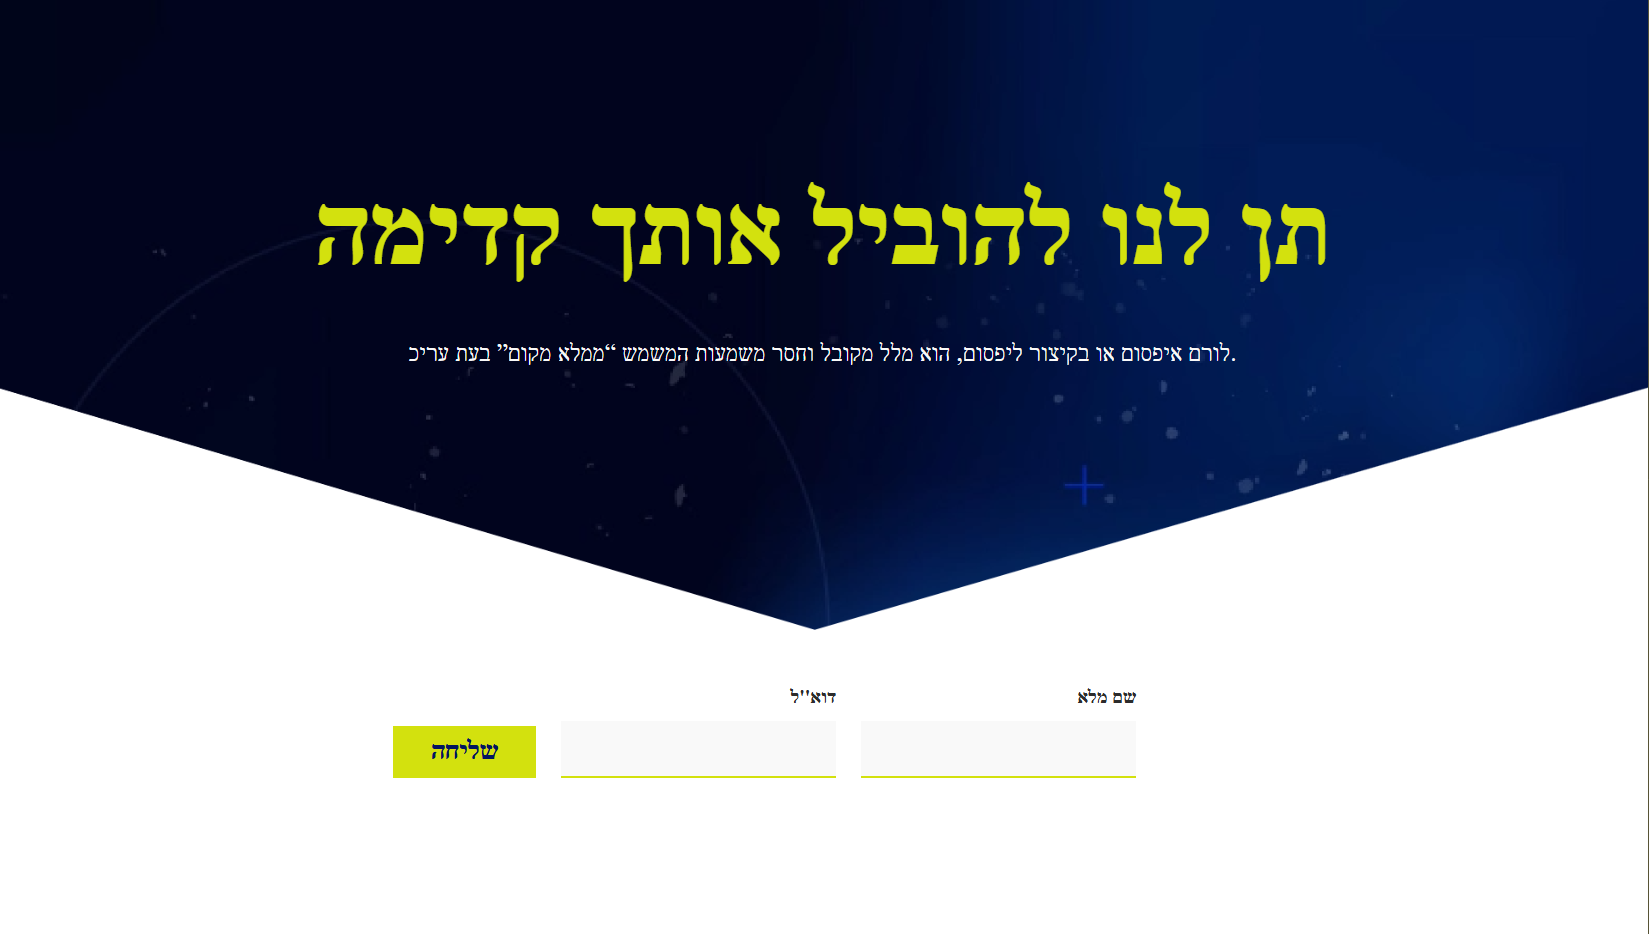 תן לנו להוביל אותך קדימה
לורם איפסום או בקיצור ליפסום, הוא מלל מקובל וחסר משמעות המשמש “ממלא מקום” בעת עריכ.
שם מלא
דוא''ל
שליחה